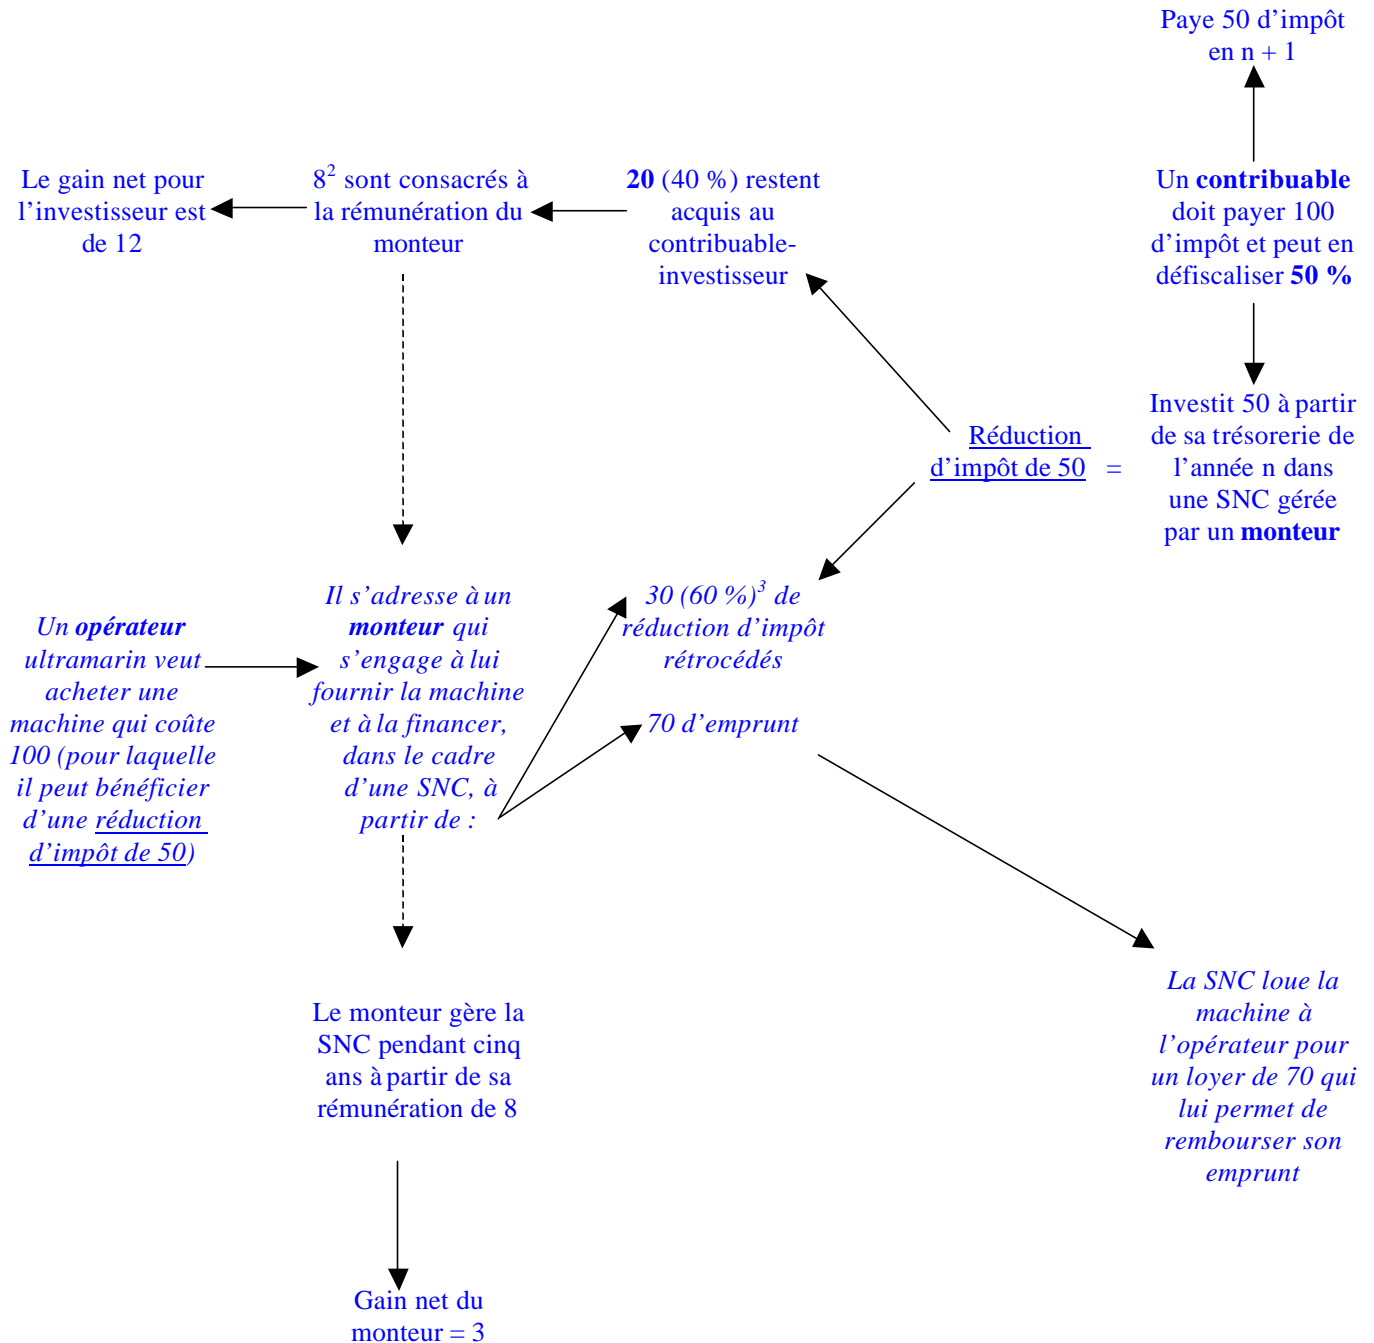 Paye 50 d’impôt
en n + 1
Le gain net pour
l’investisseur est
de 12
8² sont consacrés à
la rémunération du
monteur
20 (40 %) restent
acquis au
contribuable-
investisseur
Un contribuable
doit payer 100
d’impôt et peut en
défiscaliser 50 %
Réduction
d’impôt de 50 =
Investit 50 à partir
de sa trésorerie de
l’année n dans
une SNC gérée
par un monteur
Un opérateur
ultramarin veut
acheter une
machine qui coûte
100 (pour laquelle
il peut bénéficier
d’une réduction
d’impôt de 50)
Il s’adresse à un
monteur qui
s’engage à lui
fournir la machine
et à la financer,
dans le cadre
d’une SNC, à
partir de :
30 (60 %)³ de
réduction d’impôt
rétrocédés
70 d’emprunt
La SNC loue la
machine à
l’opérateur pour
un loyer de 70 qui
lui permet de
rembourser son
emprunt
Le monteur gère la
SNC pendant cinq
ans à partir de sa
rémunération de 8
Gain net du
monteur = 3